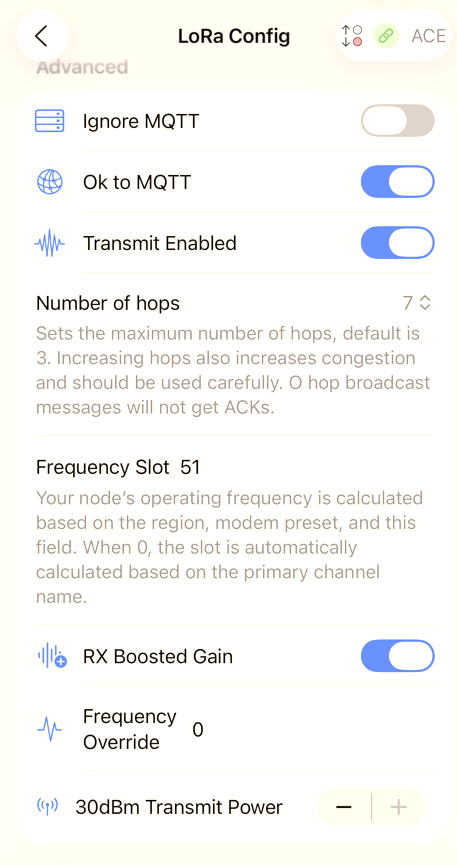 LoRa Config
ACE
Advanced
Ignore MQTT
Ok to MQTT
Transmit Enabled
Number of hops 7
Sets the maximum number of hops, default is
3. Increasing hops also increases congestion
and should be used carefully. O hop broadcast
messages will not get ACKs.
Frequency Slot 51
Your node’s operating frequency is calculated
based on the region, modem preset, and this
field. When 0, the slot is automatically
calculated based on the primary channel
name.
RX Boosted Gain
Frequency
Override 0
30dBm Transmit Power